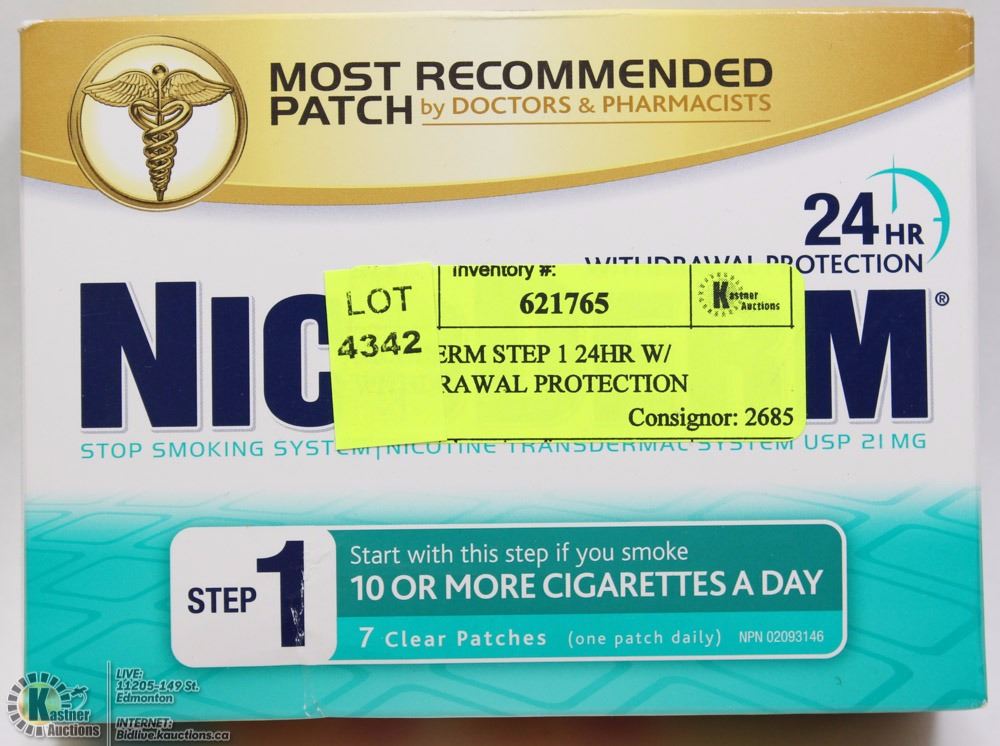 MOST RECOMMENDED
PATCH by DOCTORS & PHARMACISTS
24 HR
WITHDRAWAL PROTECTION
NIC M®
Inventory #:
621765
Kastner
Auctions
LOT
4342
ERM STEP 1 24HR W/
RAWAL PROTECTION
Consignor: 2685
STOP SMOKING SYSTEM | NICOTINE TRANSDERMAL SYSTEM USP 21 MG
STEP 1
Start with this step if you smoke
10 OR MORE CIGARETTES A DAY
7 Clear Patches (one patch daily) NPN 02093146
Kastner
Auctions
LIVE:
11205-149 St.
Edmonton
INTERNET:
Bidlive.kauctions.ca